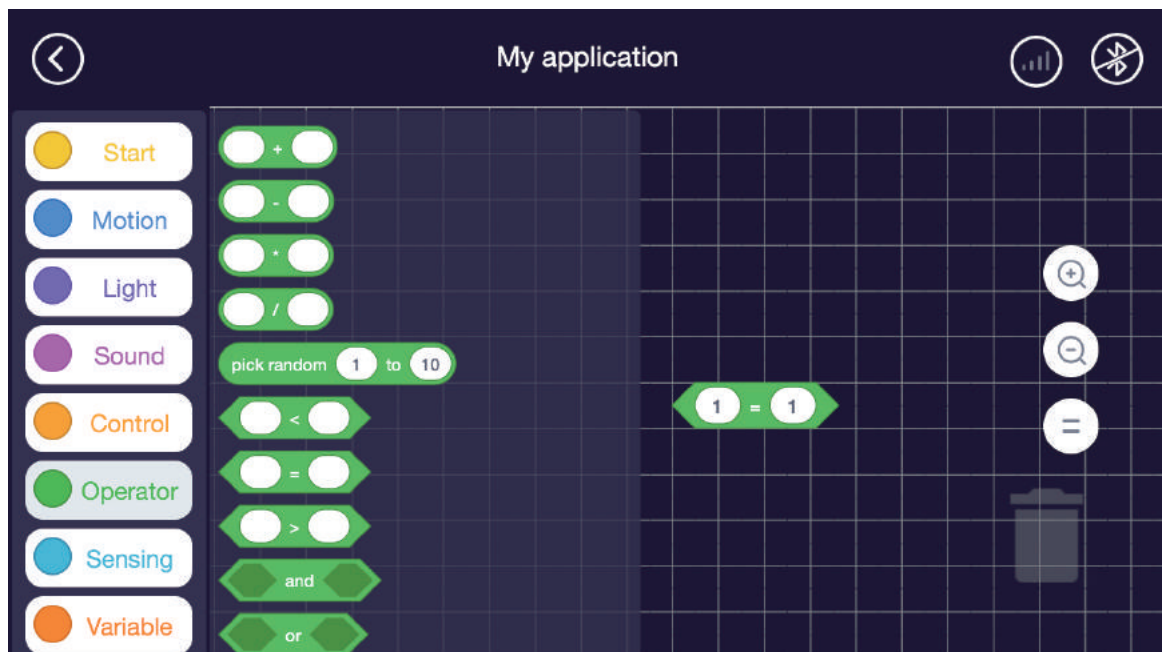 My application
Start
Motion
Light
Sound
Control
Operator
Sensing
Variable
+
-
*
/
pick random 1 to 10
<
=
>
and
or
1 = 1